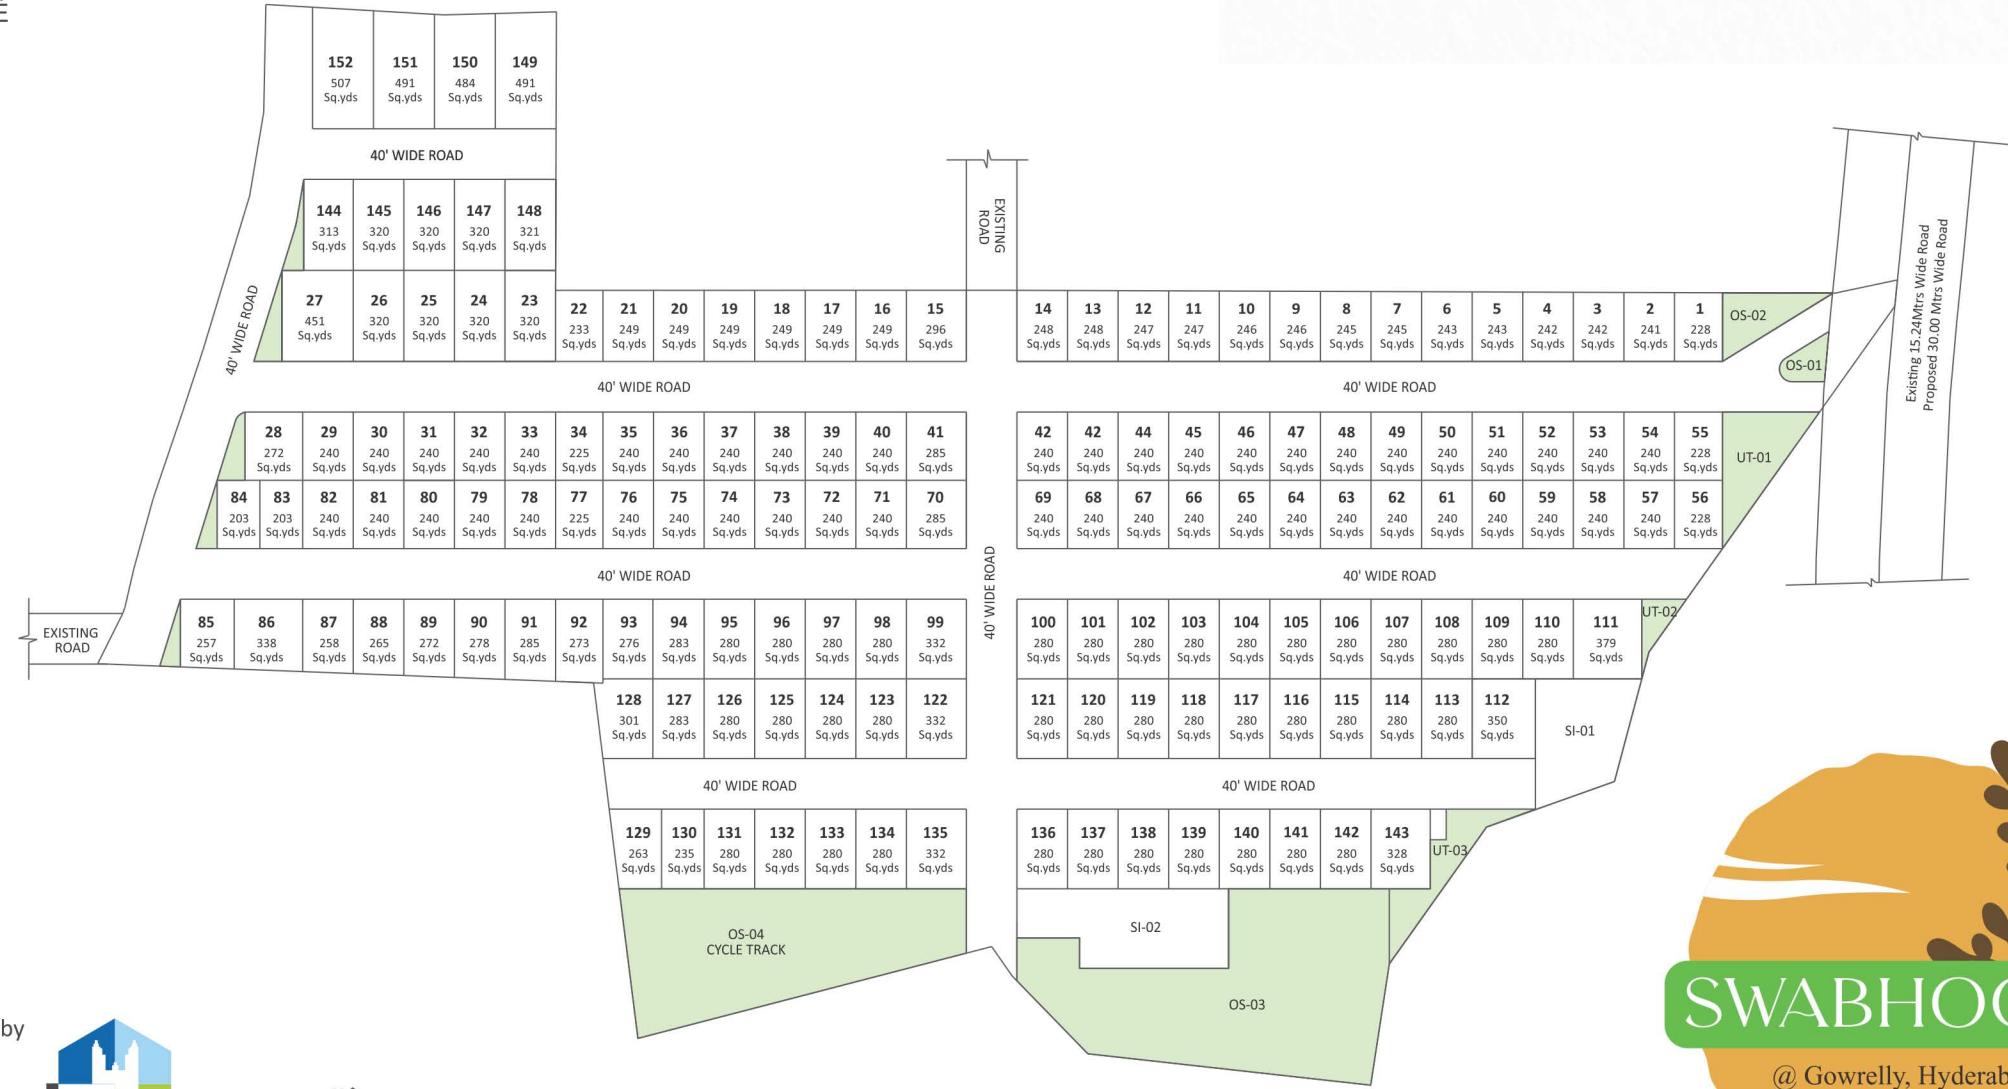 152 151 150 149
507 491 484 491
Sq.yds Sq.yds Sq.yds Sq.yds
40' WIDE ROAD
144 145 146 147 148
313 320 320 320 321
Sq.yds Sq.yds Sq.yds Sq.yds Sq.yds
EXISTING
ROAD
27 26 25 24 23
451 320 320 320 320
Sq.yds Sq.yds Sq.yds Sq.yds Sq.yds
22 21 20 19 18 17 16 15
233 249 249 249 249 249 249 296
Sq.yds Sq.yds Sq.yds Sq.yds Sq.yds Sq.yds Sq.yds Sq.yds
14 13 12 11 10 9 8 7 6 5 4 3 2 1
248 248 247 247 246 246 245 245 243 243 242 242 241 228
Sq.yds Sq.yds Sq.yds Sq.yds Sq.yds Sq.yds Sq.yds Sq.yds Sq.yds Sq.yds Sq.yds Sq.yds Sq.yds Sq.yds
OS-02
OS-01
Existing 15.24Mtrs Wide Road
Proposed 30.00 Mtrs Wide Road
40' WIDE ROAD
40' WIDE ROAD
40' WIDE ROAD
28 29 30 31 32 33 34 35 36 37 38 39 40 41
272 240 240 240 240 240 225 240 240 240 240 240 240 285
Sq.yds Sq.yds Sq.yds Sq.yds Sq.yds Sq.yds Sq.yds Sq.yds Sq.yds Sq.yds Sq.yds Sq.yds Sq.yds Sq.yds
42 42 44 45 46 47 48 49 50 51 52 53 54 55
240 240 240 240 240 240 240 240 240 240 240 240 240 228
Sq.yds Sq.yds Sq.yds Sq.yds Sq.yds Sq.yds Sq.yds Sq.yds Sq.yds Sq.yds Sq.yds Sq.yds Sq.yds Sq.yds
UT-01
84 83 82 81 80 79 78 77 76 75 74 73 72 71 70
203 203 240 240 240 240 240 225 240 240 240 240 240 240 285
Sq.yds Sq.yds Sq.yds Sq.yds Sq.yds Sq.yds Sq.yds Sq.yds Sq.yds Sq.yds Sq.yds Sq.yds Sq.yds Sq.yds Sq.yds
69 68 67 66 65 64 63 62 61 60 59 58 57 56
240 240 240 240 240 240 240 240 240 240 240 240 240 228
Sq.yds Sq.yds Sq.yds Sq.yds Sq.yds Sq.yds Sq.yds Sq.yds Sq.yds Sq.yds Sq.yds Sq.yds Sq.yds Sq.yds
40' WIDE ROAD
40' WIDE ROAD
40' WIDE ROAD
EXISTING
ROAD
85 86 87 88 89 90 91 92 93 94 95 96 97 98 99
257 338 258 265 272 278 285 273 276 283 280 280 280 280 332
Sq.yds Sq.yds Sq.yds Sq.yds Sq.yds Sq.yds Sq.yds Sq.yds Sq.yds Sq.yds Sq.yds Sq.yds Sq.yds Sq.yds Sq.yds
100 101 102 103 104 105 106 107 108 109 110 111
280 280 280 280 280 280 280 280 280 280 280 379
Sq.yds Sq.yds Sq.yds Sq.yds Sq.yds Sq.yds Sq.yds Sq.yds Sq.yds Sq.yds Sq.yds Sq.yds
UT-02
128 127 126 125 124 123 122
301 283 280 280 280 280 332
Sq.yds Sq.yds Sq.yds Sq.yds Sq.yds Sq.yds Sq.yds
121 120 119 118 117 116 115 114 113 112
280 280 280 280 280 280 280 280 280 350
Sq.yds Sq.yds Sq.yds Sq.yds Sq.yds Sq.yds Sq.yds Sq.yds Sq.yds Sq.yds
SI-01
40' WIDE ROAD
40' WIDE ROAD
129 130 131 132 133 134 135
263 235 280 280 280 280 332
Sq.yds Sq.yds Sq.yds Sq.yds Sq.yds Sq.yds Sq.yds
136 137 138 139 140 141 142 143
280 280 280 280 280 280 280 328
Sq.yds Sq.yds Sq.yds Sq.yds Sq.yds Sq.yds Sq.yds Sq.yds
UT-03
OS-04
CYCLE TRACK
SI-02
OS-03
by
SWABHOO
@ Gowrelly, Hyderab